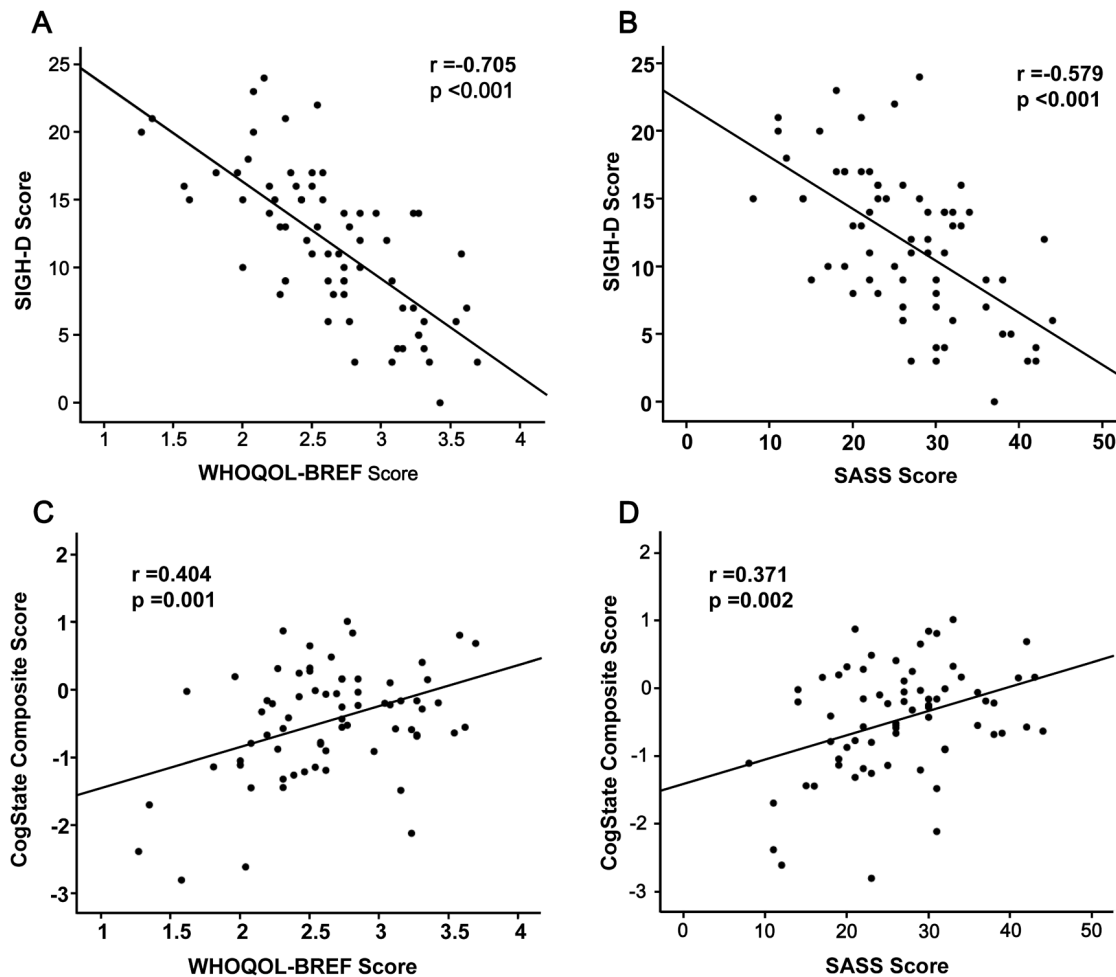 A
SIGH-D Score
25
20
15
10
5
0
r =-0.705
p <0.001
1
1.5
2
2.5
3
3.5
4
WHOQOL-BREF Score
B
SIGH-D Score
25
20
15
10
5
0
r =-0.579
p <0.001
0
10
20
30
40
50
SASS Score
C
CogState Composite Score
2
1
0
-1
-2
-3
r =0.404
p =0.001
1
1.5
2
2.5
3
3.5
4
WHOQOL-BREF Score
D
CogState Composite Score
2
1
0
-1
-2
-3
r =0.371
p =0.002
0
10
20
30
40
50
SASS Score